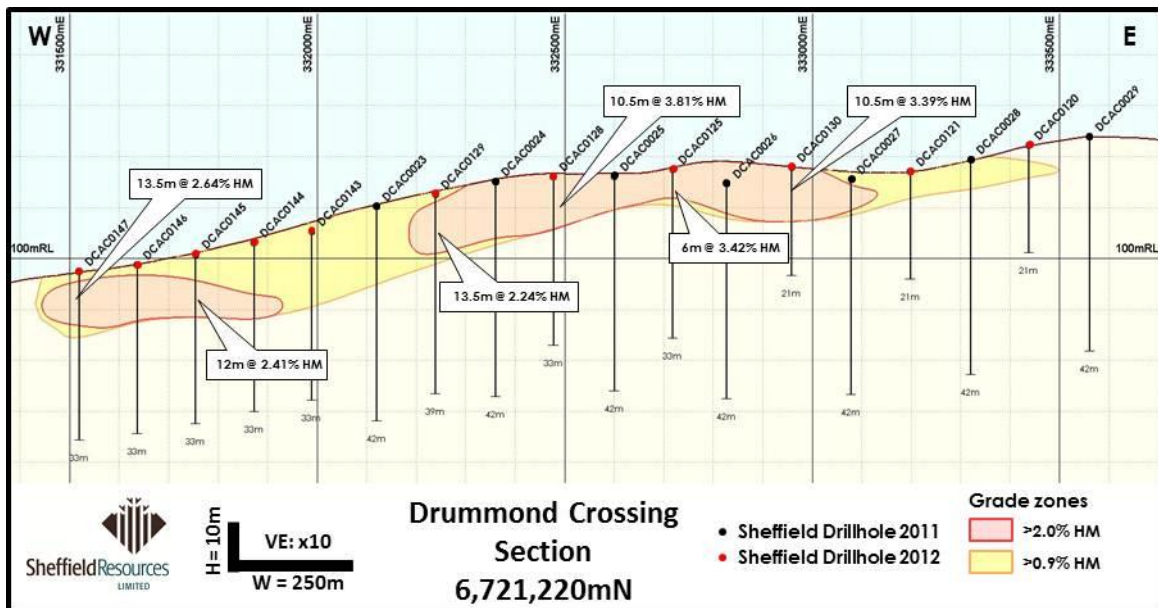 W
E
331500mE
332000mE
332500mE
333000mE
333500mE
10.5m @ 3.81% HM
10.5m @ 3.39% HM
13.5m @ 2.64% HM
DCAC0147
DCAC0146
DCAC0145
DCAC0144
DCAC0143
DCAC0023
DCAC0129
DCAC0024
DCAC0128
DCAC0025
DCAC0125
DCAC0026
DCAC0130
DCAC0027
DCAC0121
DCAC0028
DCAC0120
DCAC0029
100mRL
100mRL
6m @ 3.42% HM
13.5m @ 2.24% HM
12m @ 2.41% HM
33m
33m
33m
33m
33m
42m
39m
42m
33m
42m
33m
42m
21m
42m
21m
42m
21m
42m
SheffieldResources
LIMITED
H = 10m
VE: x10
W = 250m
Drummond Crossing
Section
6,721,220mN
Sheffield Drillhole 2011
Sheffield Drillhole 2012
Grade zones
>2.0% HM
>0.9% HM